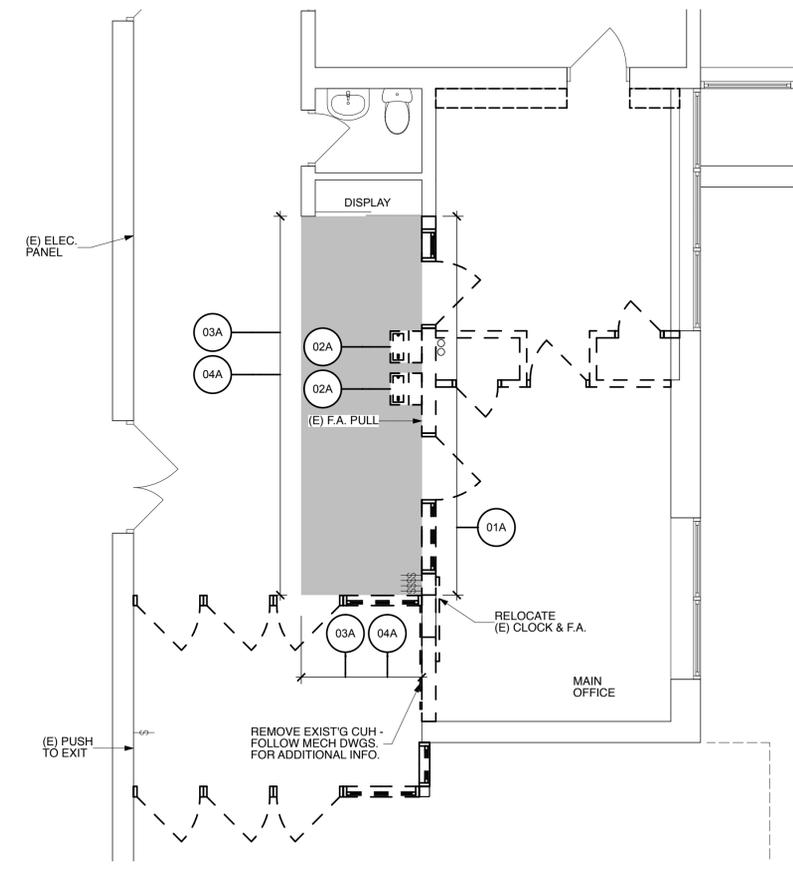 DISPLAY
(E) ELEC.
PANEL
03A
02A
04A
02A
(E) F.A. PULL
01A
RELOCATE
(E) CLOCK & F.A.
03A
04A
MAIN
OFFICE
REMOVE EXIST'G CUH -
FOLLOW MECH DWGS.
FOR ADDITIONAL INFO.
(E) PUSH
TO EXIT
$
$$$$